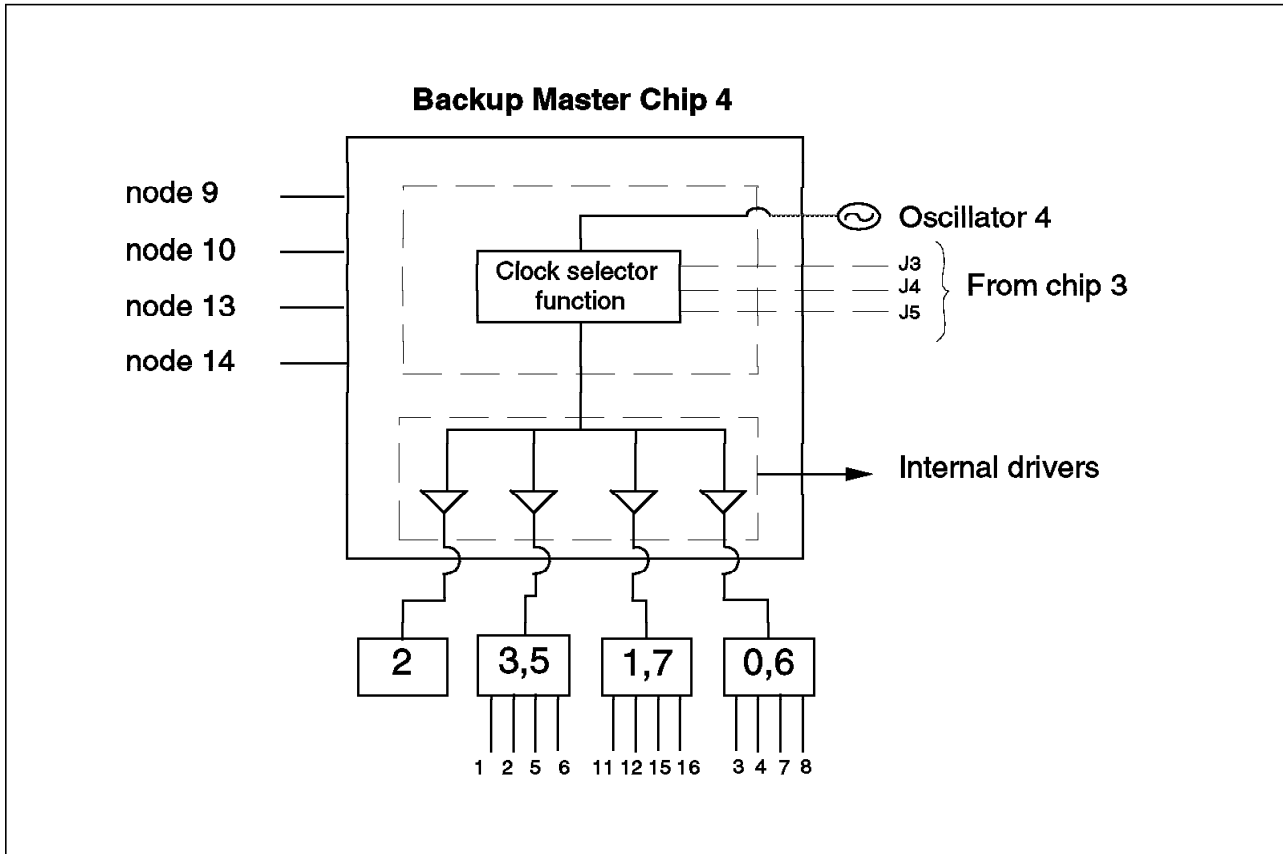 Backup Master Chip 4
node 9
node 10
node 13
node 14
Oscillator 4
Clock selector
function
J3
J4
J5
From chip 3
Internal drivers
2
3,5
1,7
0,6
1 2 5 6
11 12 15 16
3 4 7 8